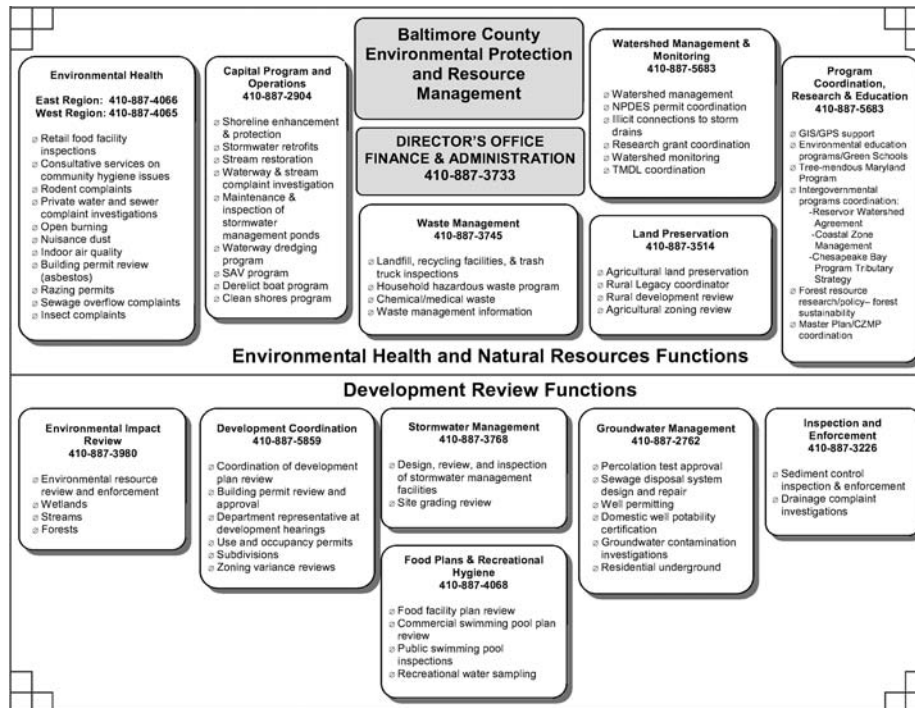 Baltimore County
Environmental Protection
and Resource
Management
DIRECTOR'S OFFICE
FINANCE & ADMINISTRATION
410-887-3733
Environmental Health
East Region: 410-887-4066
West Region: 410-887-4065
Retail food facility
inspections
Consultative services on
community hygiene issues
Rodent complaints
Private water and sewer
complaint investigations
Open burning
Nuisance dust
Indoor air quality
Building permit review
(asbestos)
Razing permits
Sewage overflow complaints
Insect complaints
Capital Program and
Operations
410-887-2904
Shoreline enhancement
& protection
Stormwater retrofits
Stream restoration
Waterway & stream
complaint investigation
Maintenance &
inspection of
stormwater
management ponds
Waterway dredging
program
SAV program
Derelict boat program
Clean shores program
Waste Management
410-887-3745
Landfill, recycling facilities, & trash
truck inspections
Household hazardous waste program
Chemical/medical waste
Waste management information
Watershed Management &
Monitoring
410-887-5683
Watershed management
NPDES permit coordination
Illicit connections to storm
drains
Research grant coordination
Watershed monitoring
TMDL coordination
Land Preservation
410-887-3514
Agricultural land preservation
Rural Legacy coordinator
Rural development review
Agricultural zoning review
Program
Coordination,
Research & Education
410-887-5683
GIS/GPS support
Environmental education
programs/Green Schools
Tree-mendous Maryland
Program
Intergovernmental
programs coordination:
-Reservoir Watershed
Agreement
-Coastal Zone
Management
-Chesapeake Bay
Program Tributary
Strategy
Forest resource
research/policy– forest
sustainability
Master Plan/CZMP
coordination
Environmental Health and Natural Resources Functions
Development Review Functions
Environmental Impact
Review
410-887-3980
Environmental resource
review and enforcement
Wetlands
Streams
Forests
Development Coordination
410-887-5859
Coordination of development
plan review
Building permit review and
approval
Department representative at
development hearings
Use and occupancy permits
Subdivisions
Zoning variance reviews
Stormwater Management
410-887-3768
Design, review, and inspection
of stormwater management
facilities
Site grading review
Food Plans & Recreational
Hygiene
410-887-4068
Food facility plan review
Commercial swimming pool plan
review
Public swimming pool
inspections
Recreational water sampling
Groundwater Management
410-887-2762
Percolation test approval
Sewage disposal system
design and repair
Well permitting
Domestic well potability
certification
Groundwater contamination
investigations
Residential underground
Inspection and
Enforcement
410-887-3226
Sediment control
inspection & enforcement
Drainage complaint
investigations